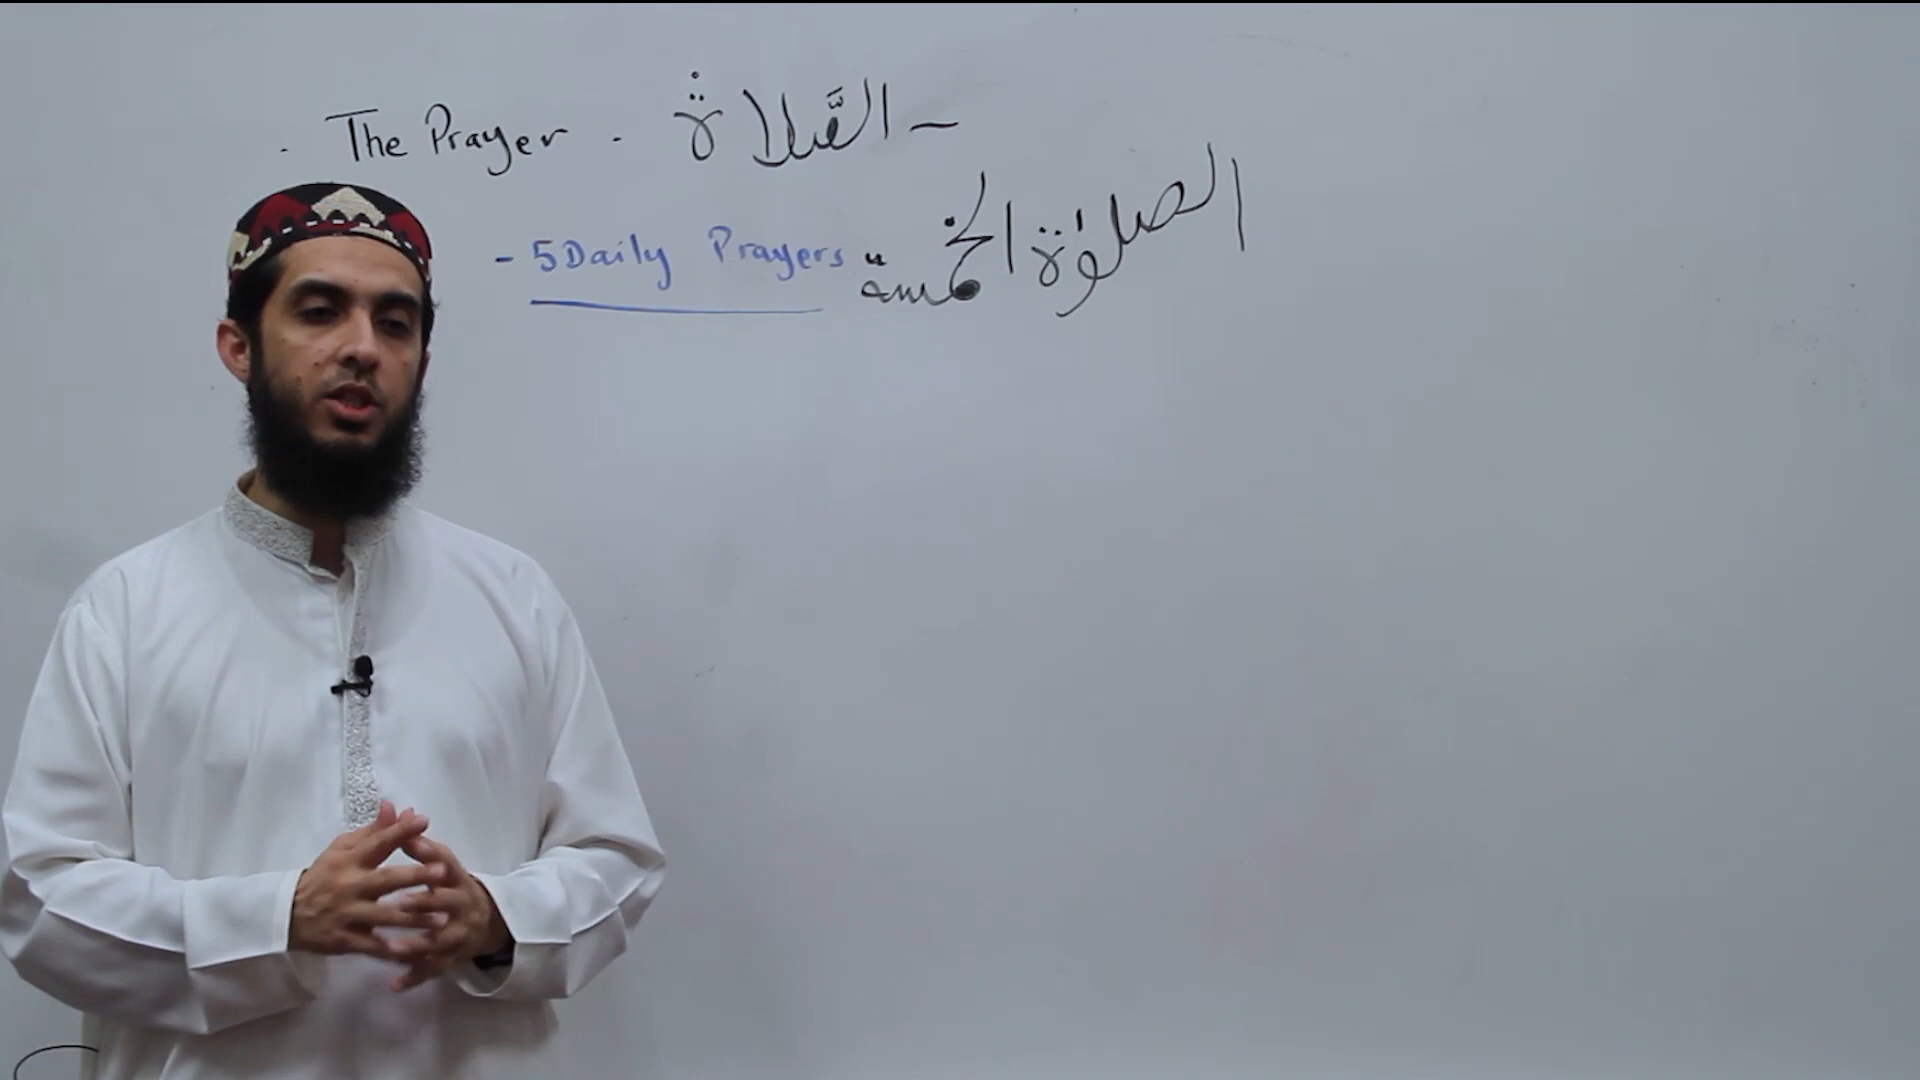 . The Prayer . الصَّلاة -
- 5 Daily Prayers الصلوٰة الخمسة